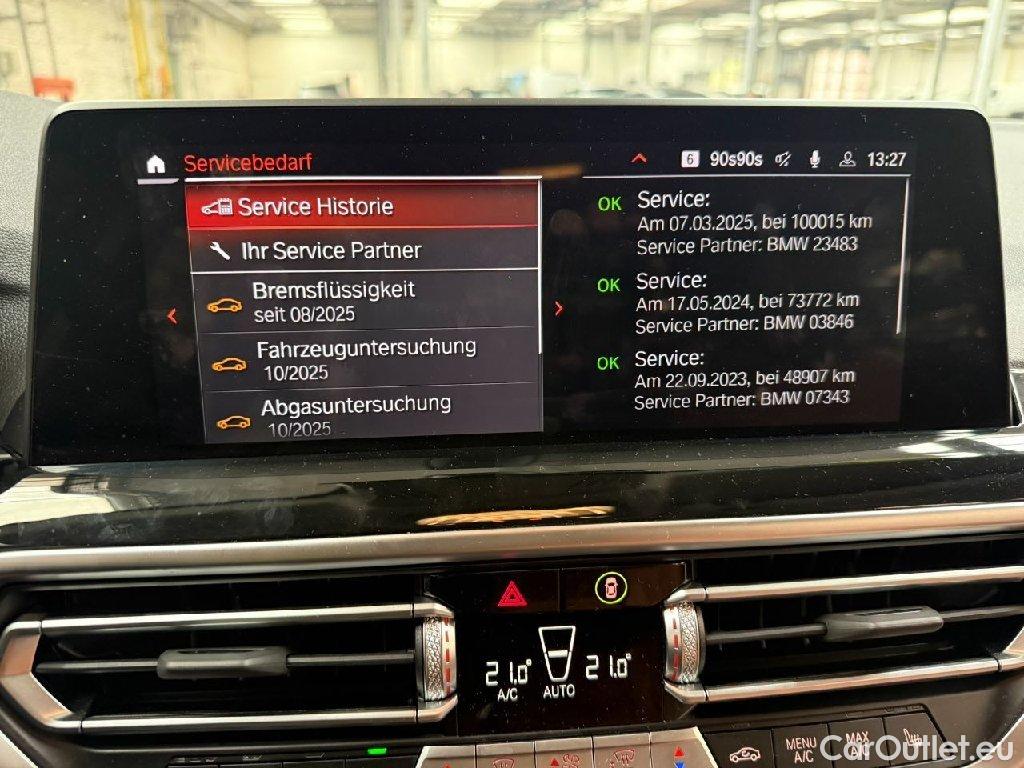 Servicebedarf
6 90s90s 13:27
Service Historie
Ihr Service Partner
Bremsflüssigkeit
seit 08/2025
Fahrzeuguntersuchung
10/2025
Abgasuntersuchung
10/2025
OK Service:
Am 07.03.2025, bei 100015 km
Service Partner: BMW 23483
OK Service:
Am 17.05.2024, bei 73772 km
Service Partner: BMW 03846
OK Service:
Am 22.09.2023, bei 48907 km
Service Partner: BMW 07343
21.0° 21.0°
A/C AUTO
MENU
A/C
MAX
A/C
CarOutlet.eu